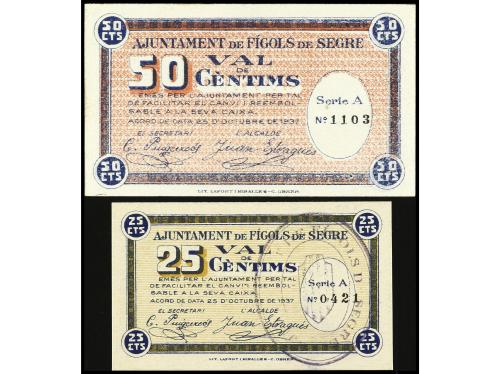 50 CTS 50 CTS
AJUNTAMENT DE FÍGOLS DE SEGRE
50 VAL
DE
CÈNTIMS
EMÈS PER L'AJUNTAMENT PER TAL
DE FACILITAR EL CANVI I REEMBOL-
SABLE A LA SEVA CAIXA
ACORD DE DATA 25 D'OCTUBRE DE 1937
EL SECRETARI L'ALCALDE
Serie A
Nº 1103
50 CTS 50 CTS
25 CTS 25 CTS
AJUNTAMENT DE FÍGOLS DE SEGRE
25 VAL
DE
CÈNTIMS
EMÈS PER L'AJUNTAMENT PER TAL
DE FACILITAR EL CANVI I REEMBOL-
SABLE A LA SEVA CAIXA
ACORD DE DATA 25 D'OCTUBRE DE 1937
EL SECRETARI L'ALCALDE
Serie A
Nº 0421
25 CTS 25 CTS